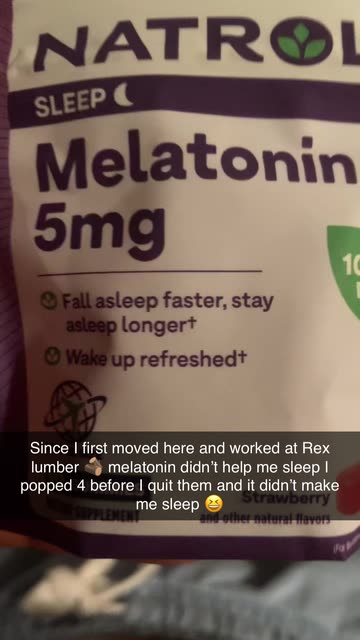 NATROL
SLEEP
Melatonin
5mg
Fall asleep faster, stay
asleep longer†
Wake up refreshed†
Since I first moved here and worked at Rex
lumber 🪵 melatonin didn't help me sleep I
popped 4 before I quit them and it didn't make
me sleep 😆
Strawberry
SUPPLEMENT
and other natural flavors